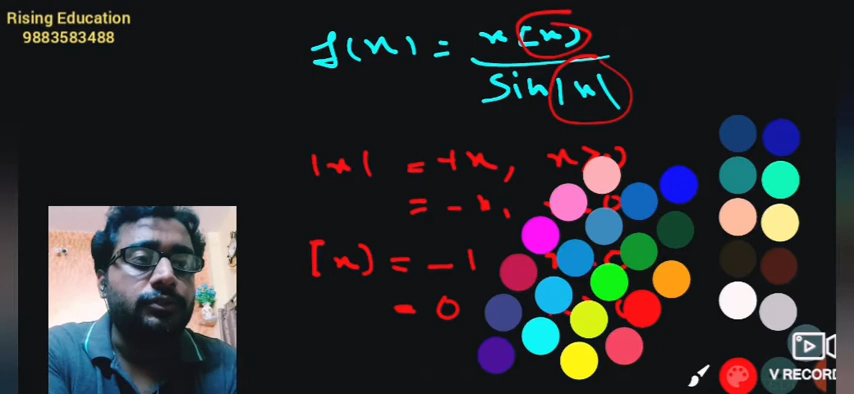 Rising Education
9883583488
f(x) = x[x] / sin|x|
|x| = +x, x>0
= -x,
[x] = -1
= 0
V RECORD